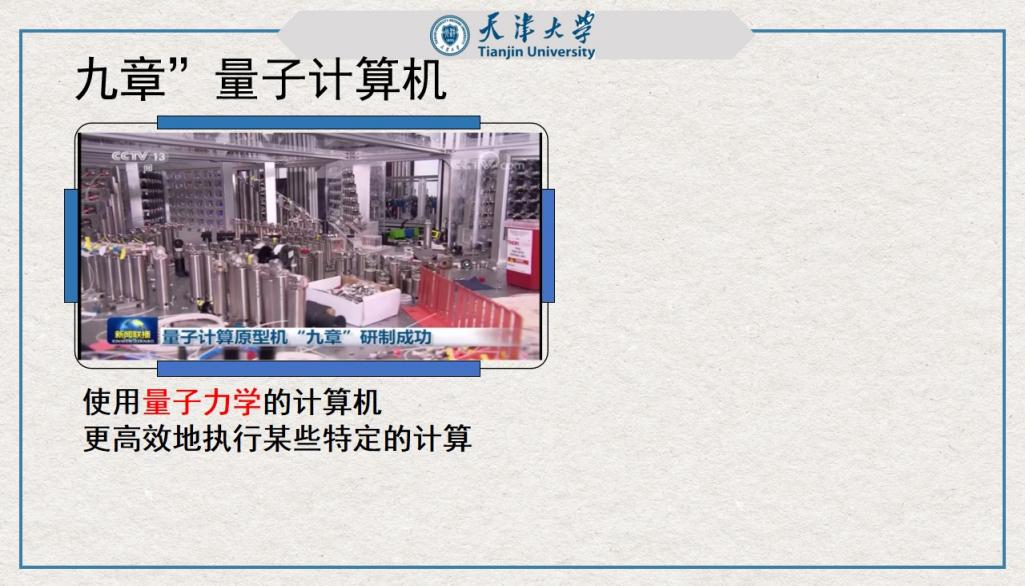 天津大学
Tianjin University
九章”量子计算机
CCTV 13
新闻联播
量子计算原型机“九章”研制成功
使用量子力学的计算机
更高效地执行某些特定的计算